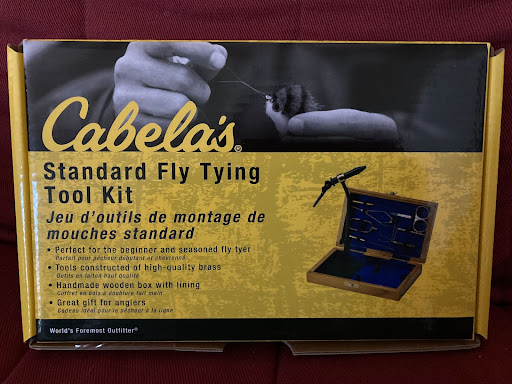 Cabela's®
Standard Fly Tying
Tool Kit
Jeu d'outils de montage de
mouches standard
• Perfect for the beginner and seasoned fly tyer
Parfait pour pêcheur débutant et chevronné
• Tools constructed of high-quality brass
Outils en laiton haut qualité
• Handmade wooden box with lining
Coffret en bois à doublure fait main
• Great gift for anglers
Cadeau idéal pour le pêcheur à la ligne
World's Foremost Outfitter®